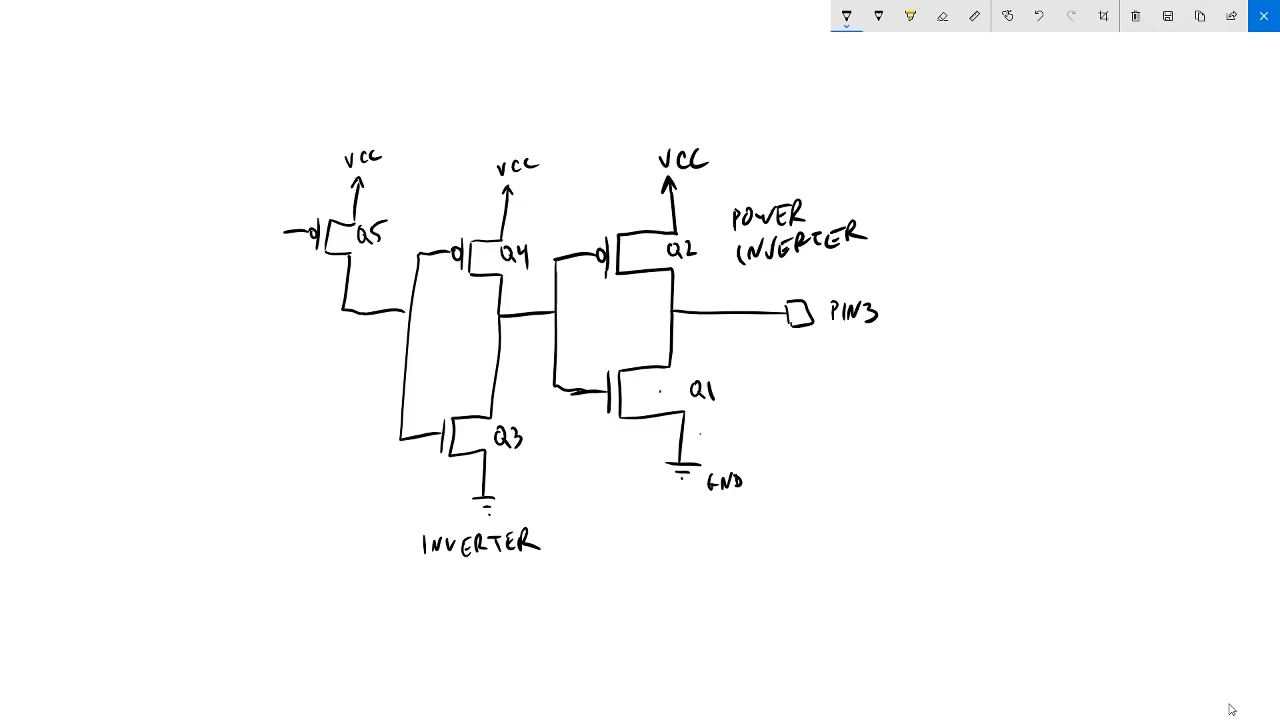 VCC
VCC
VCC
POWER
INVERTER
Q5
Q4
Q2
PIN3
Q1
Q3
GND
INVERTER